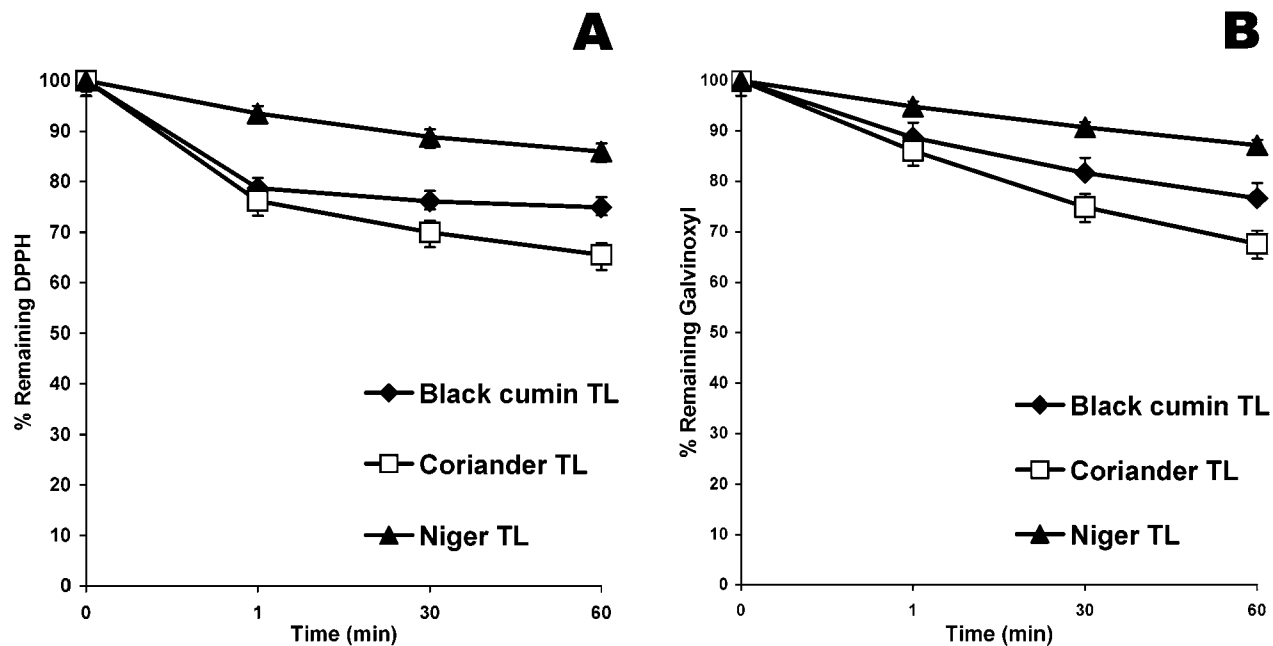 A
100
90
80
70
60
50
40
30
20
10
0
% Remaining DPPH
Black cumin TL
Coriander TL
Niger TL
0 1 30 60
Time (min)
B
100
90
80
70
60
50
40
30
20
10
0
% Remaining Galvinoxyl
Black cumin TL
Coriander TL
Niger TL
0 1 30 60
Time (min)